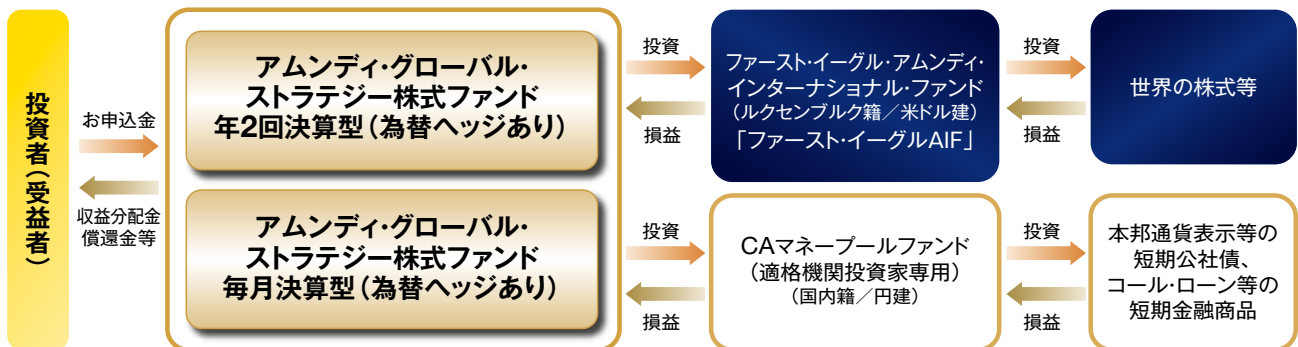 投資者（受益者）
お申込金
収益分配金
償還金等
アムンディ・グローバル・
ストラテジー株式ファンド
年2回決算型（為替ヘッジあり）
アムンディ・グローバル・
ストラテジー株式ファンド
毎月決算型（為替ヘッジあり）
投資
損益
ファースト・イーグル・アムンディ・
インターナショナル・ファンド
（ルクセンブルク籍／米ドル建）
「ファースト・イーグルAIF」
投資
損益
世界の株式等
投資
損益
CAマネープールファンド
（適格機関投資家専用）
（国内籍／円建）
投資
損益
本邦通貨表示等の
短期公社債、
コール・ローン等の
短期金融商品